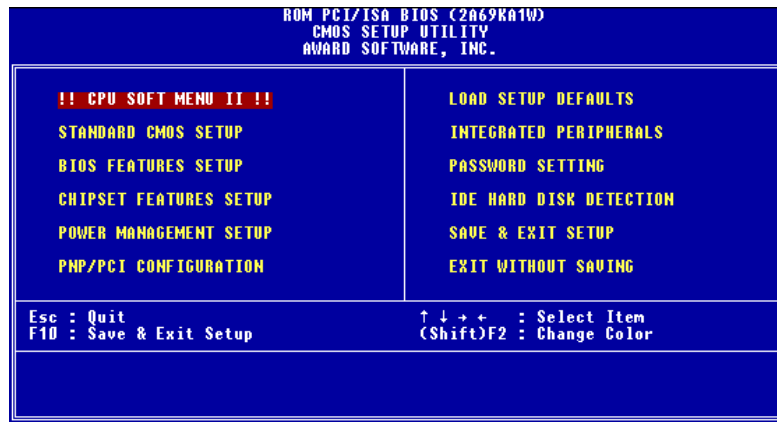 ROM PCI/ISA BIOS (2A69KA1W)
CMOS SETUP UTILITY
AWARD SOFTWARE, INC.
!! CPU SOFT MENU II !!
STANDARD CMOS SETUP
BIOS FEATURES SETUP
CHIPSET FEATURES SETUP
POWER MANAGEMENT SETUP
PNP/PCI CONFIGURATION
LOAD SETUP DEFAULTS
INTEGRATED PERIPHERALS
PASSWORD SETTING
IDE HARD DISK DETECTION
SAVE & EXIT SETUP
EXIT WITHOUT SAVING
Esc : Quit
F10 : Save & Exit Setup
↑ ↓ → ← : Select Item
(Shift)F2 : Change Color